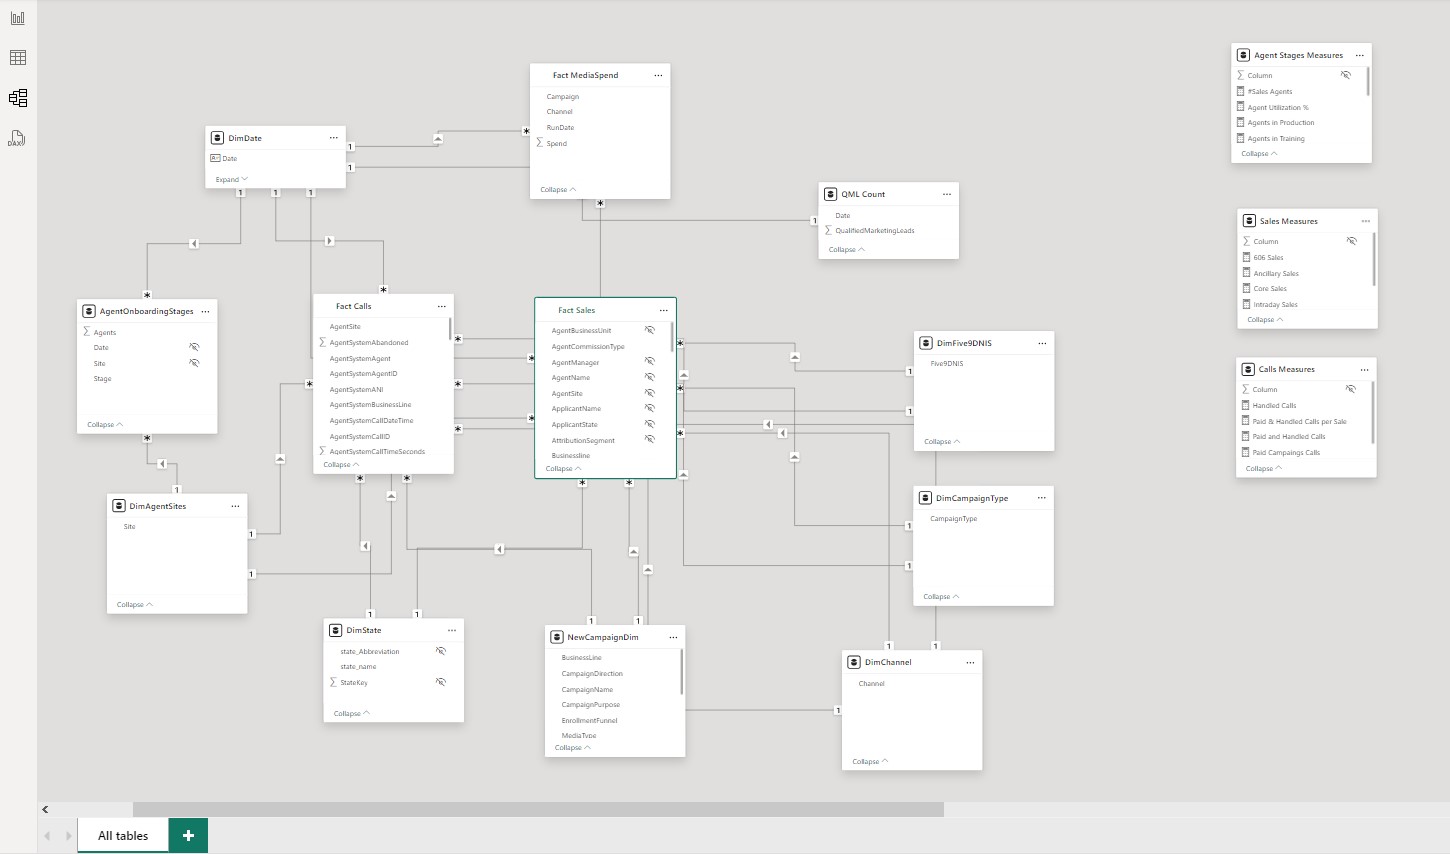 DAX
DimDate
Date
Expand
Fact MediaSpend
Campaign
Channel
RunDate
Spend
Collapse
QML Count
Date
QualifiedMarketingLeads
Collapse
Agent Stages Measures
Column
#Sales Agents
Agent Utilization %
Agents in Production
Agents in Training
Collapse
Sales Measures
Column
606 Sales
Ancillary Sales
Core Sales
Intraday Sales
Collapse
Calls Measures
Column
Handled Calls
Paid & Handled Calls per Sale
Paid and Handled Calls
Paid Campaings Calls
Collapse
AgentOnboardingStages
Agents
Date
Site
Stage
Collapse
Fact Calls
AgentSite
AgentSystemAbandoned
AgentSystemAgent
AgentSystemAgentID
AgentSystemANI
AgentSystemBusinessLine
AgentSystemCallDateTime
AgentSystemCallID
AgentSystemCallTimeSeconds
Collapse
Fact Sales
AgentBusinessUnit
AgentCommissionType
AgentManager
AgentName
AgentSite
ApplicantName
ApplicantState
AttributionSegment
Businessline
Collapse
DimFive9DNIS
Five9DNIS
Collapse
DimCampaignType
CampaignType
Collapse
DimAgentSites
Site
Collapse
DimState
state_Abbreviation
state_name
StateKey
Collapse
NewCampaignDim
BusinessLine
CampaignDirection
CampaignName
CampaignPurpose
EnrollmentFunnel
MediaType
Collapse
DimChannel
Channel
Collapse
All tables